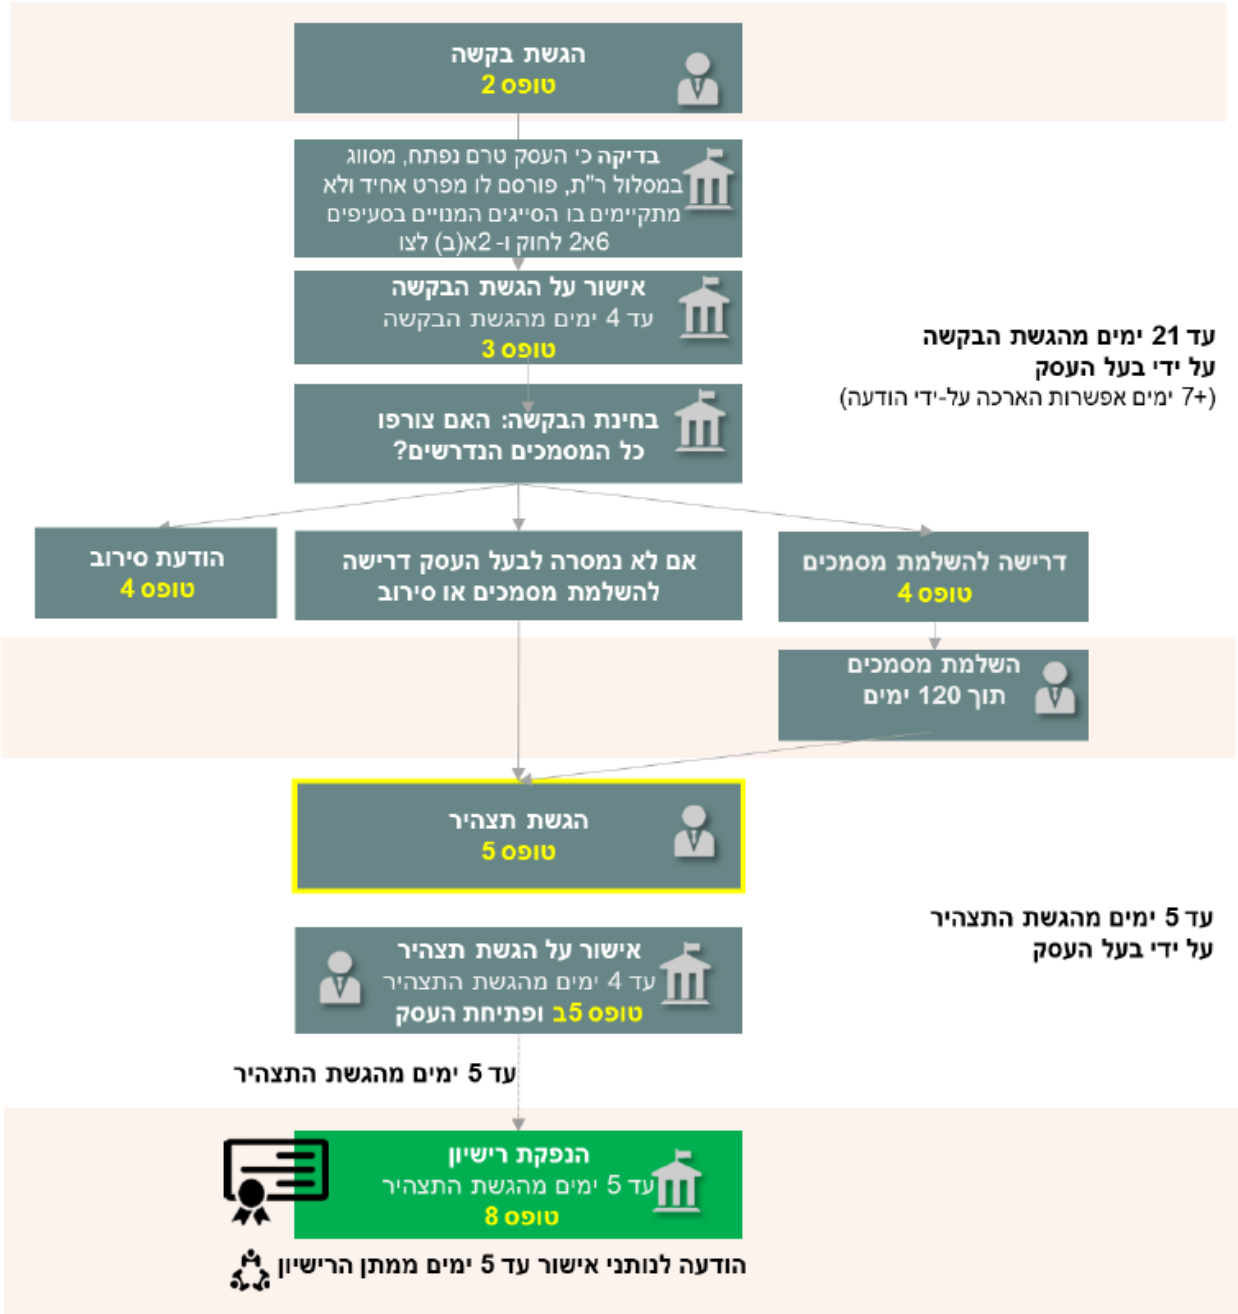 הגשת בקשה
טופס 2
בדיקה כי העסק טרם נפתח, מסווג
במסלול ר"ת, פורסם לו מפרט אחיד ולא
מתקיימים בו הסייגים המנויים בסעיפים
6א2 לחוק ו- 2א(ב) לצו
אישור על הגשת הבקשה
עד 4 ימים מהגשת הבקשה
טופס 3
עד 21 ימים מהגשת הבקשה
על ידי בעל העסק
(+7 ימים אפשרות הארכה על-ידי הודעה)
בחינת הבקשה: האם צורפו
כל המסמכים הנדרשים?
דרישה להשלמת מסמכים
טופס 4
אם לא נמסרה לבעל העסק דרישה
להשלמת מסמכים או סירוב
הודעת סירוב
טופס 4
השלמת מסמכים
תוך 120 ימים
הגשת תצהיר
טופס 5
עד 5 ימים מהגשת התצהיר
על ידי בעל העסק
אישור על הגשת תצהיר
עד 4 ימים מהגשת התצהיר
טופס 5ב ופתיחת העסק
עד 5 ימים מהגשת התצהיר
הנפקת רישיון
עד 5 ימים מהגשת התצהיר
טופס 8
הודעה לנותני אישור עד 5 ימים ממתן הרישיון